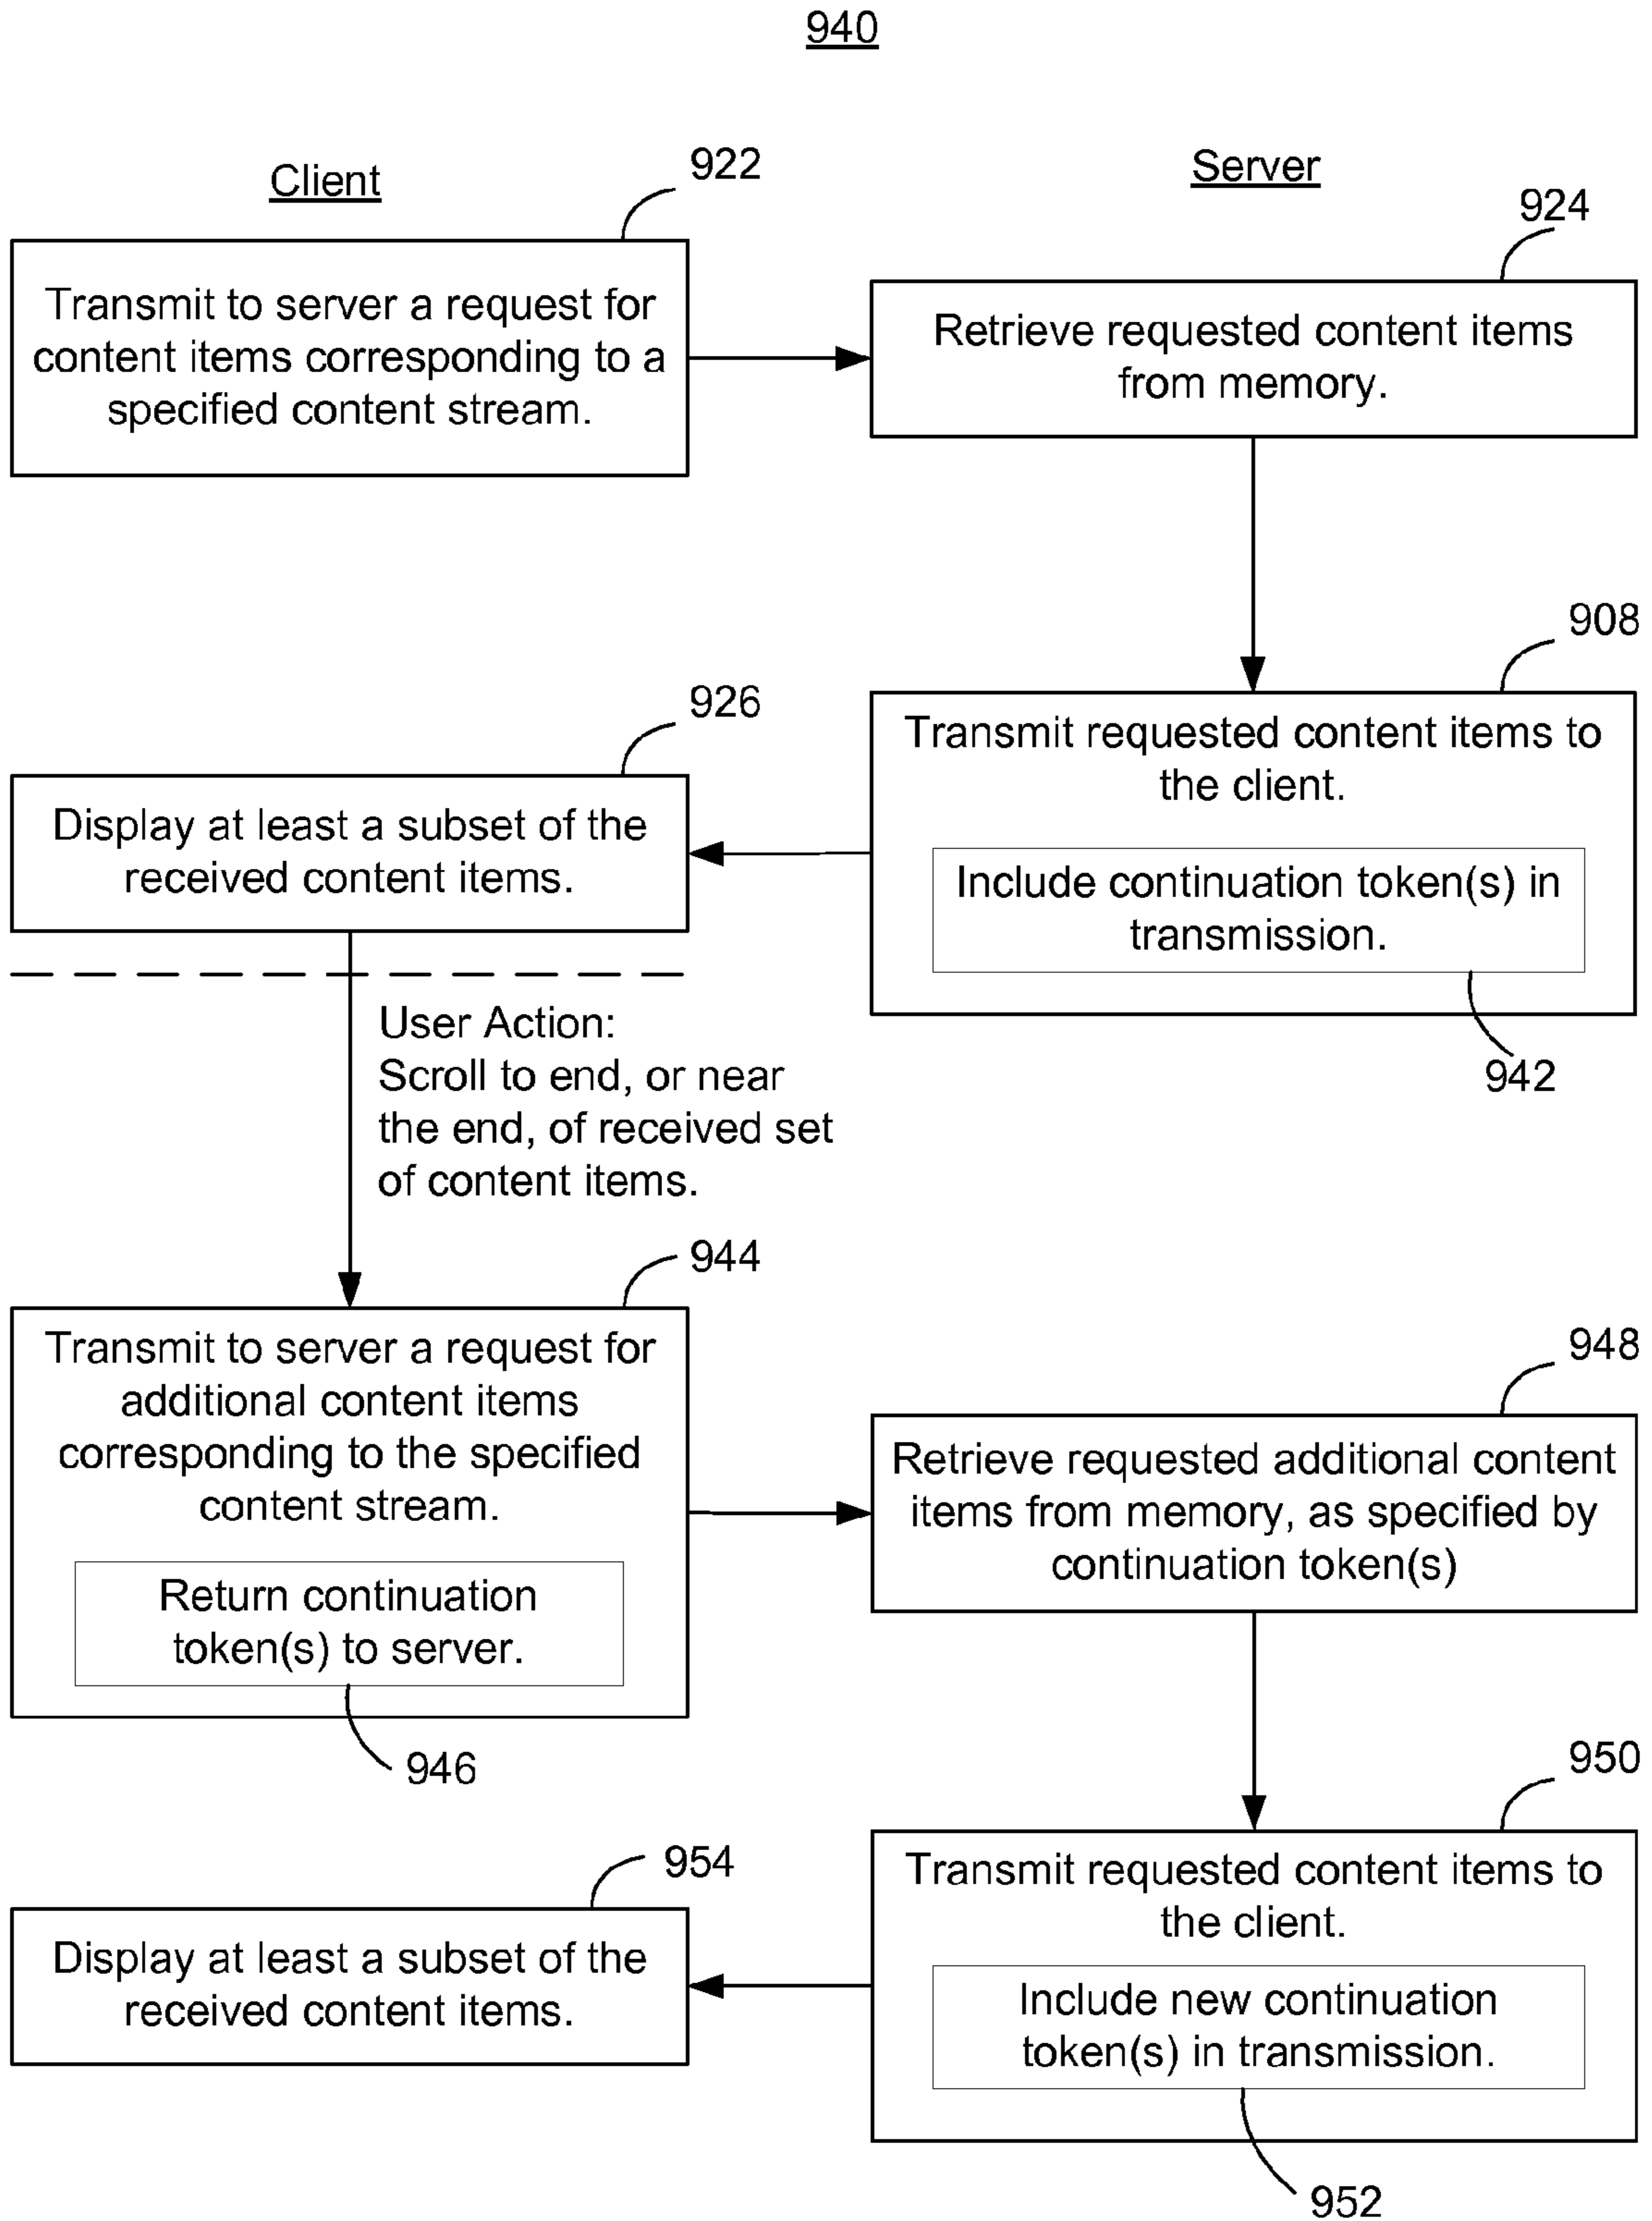 940
Client
Server
922
Transmit to server a request for
content items corresponding to a
specified content stream.
924
Retrieve requested content items
from memory.
908
Transmit requested content items to
the client.
Include continuation token(s) in
transmission.
942
926
Display at least a subset of the
received content items.
User Action:
Scroll to end, or near
the end, of received set
of content items.
944
Transmit to server a request for
additional content items
corresponding to the specified
content stream.
Return continuation
token(s) to server.
946
948
Retrieve requested additional content
items from memory, as specified by
continuation token(s)
950
Transmit requested content items to
the client.
Include new continuation
token(s) in transmission.
952
954
Display at least a subset of the
received content items.